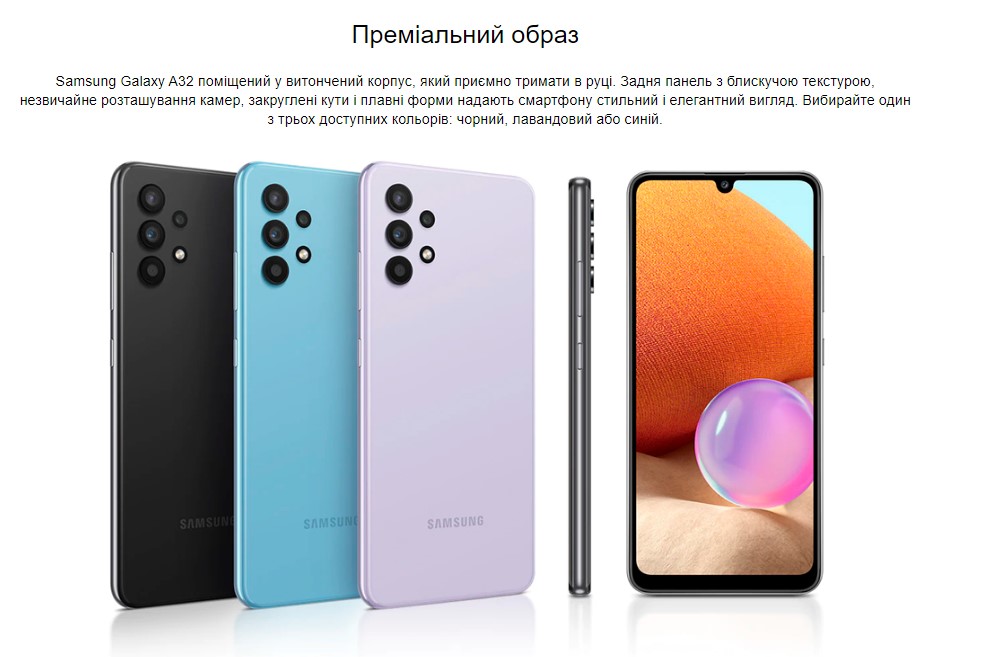 Преміальний образ
Samsung Galaxy A32 поміщений у витончений корпус, який приємно тримати в руці. Задня панель з блискучою текстурою,
незвичайне розташування камер, закруглені кути і плавні форми надають смартфону стильний і елегантний вигляд. Вибирайте один
з трьох доступних кольорів: чорний, лавандовий або синій.
SAMSUNG SAMSUNG SAMSUNG